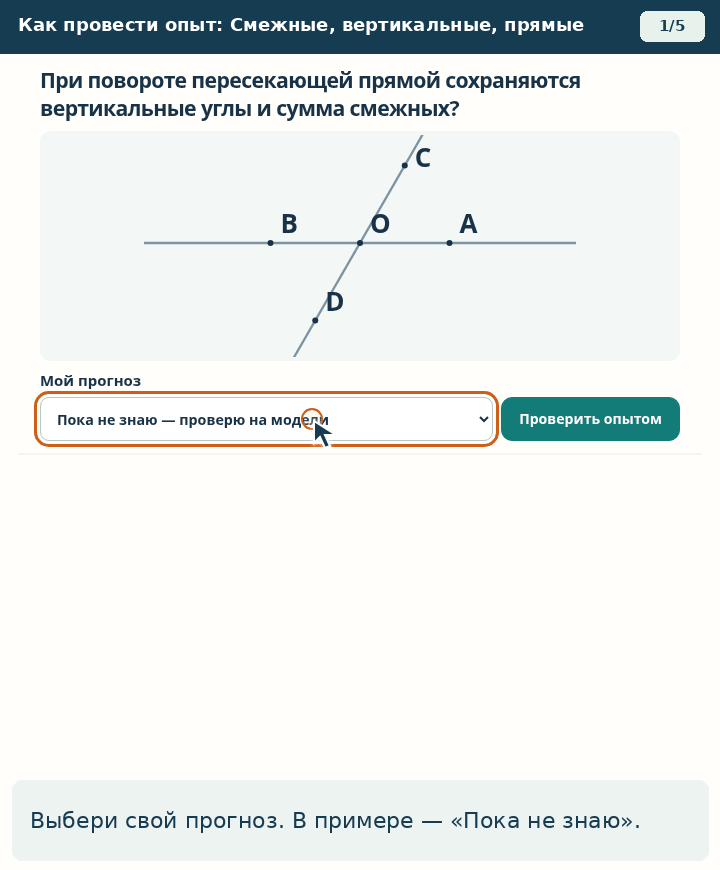 Как провести опыт: Смежные, вертикальные, прямые
1/5
При повороте пересекающей прямой сохраняются
вертикальные углы и сумма смежных?
C
B
O
A
D
Мой прогноз
Пока не знаю — проверю на модели
Проверить опытом
Выбери свой прогноз. В примере — «Пока не знаю».